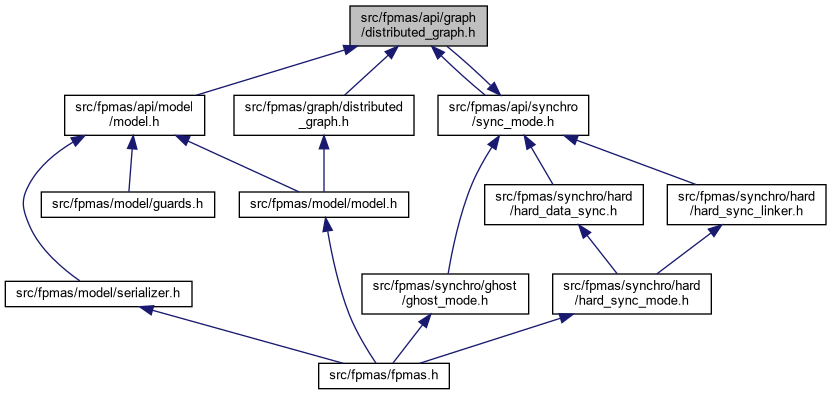 src/fpmas/api/graph
/distributed_graph.h
src/fpmas/api/model
/model.h
src/fpmas/graph/distributed
_graph.h
src/fpmas/api/synchro
/sync_mode.h
src/fpmas/model/guards.h
src/fpmas/model/model.h
src/fpmas/synchro/hard
/hard_data_sync.h
src/fpmas/synchro/hard
/hard_sync_linker.h
src/fpmas/model/serializer.h
src/fpmas/synchro/ghost
/ghost_mode.h
src/fpmas/synchro/hard
/hard_sync_mode.h
src/fpmas/fpmas.h